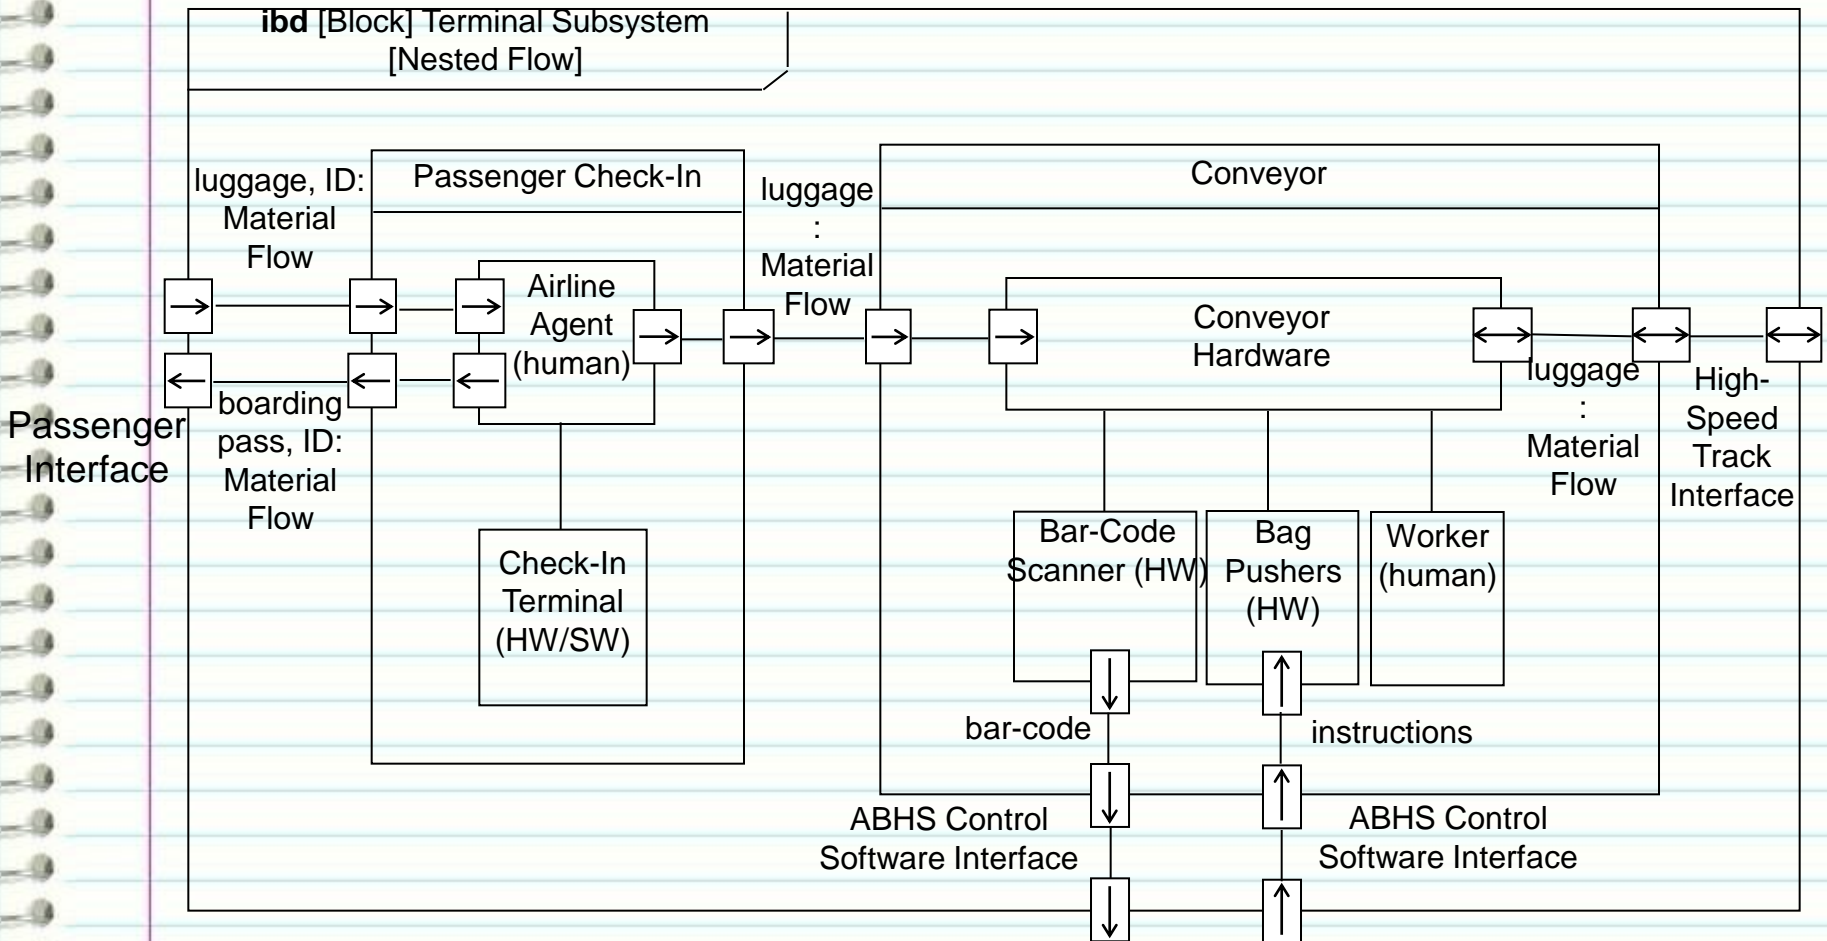 ibd [Block] Terminal Subsystem
[Nested Flow]
luggage, ID:
Material
Flow
Passenger Check-In
luggage
:
Material
Flow
Conveyor
Airline
Agent
(human)
Conveyor
Hardware
Passenger
Interface
boarding
pass, ID:
Material
Flow
luggage
:
Material
Flow
High-
Speed
Track
Interface
Check-In
Terminal
(HW/SW)
Bar-Code
Scanner (HW)
Bag
Pushers
(HW)
Worker
(human)
bar-code
instructions
ABHS Control
Software Interface
ABHS Control
Software Interface